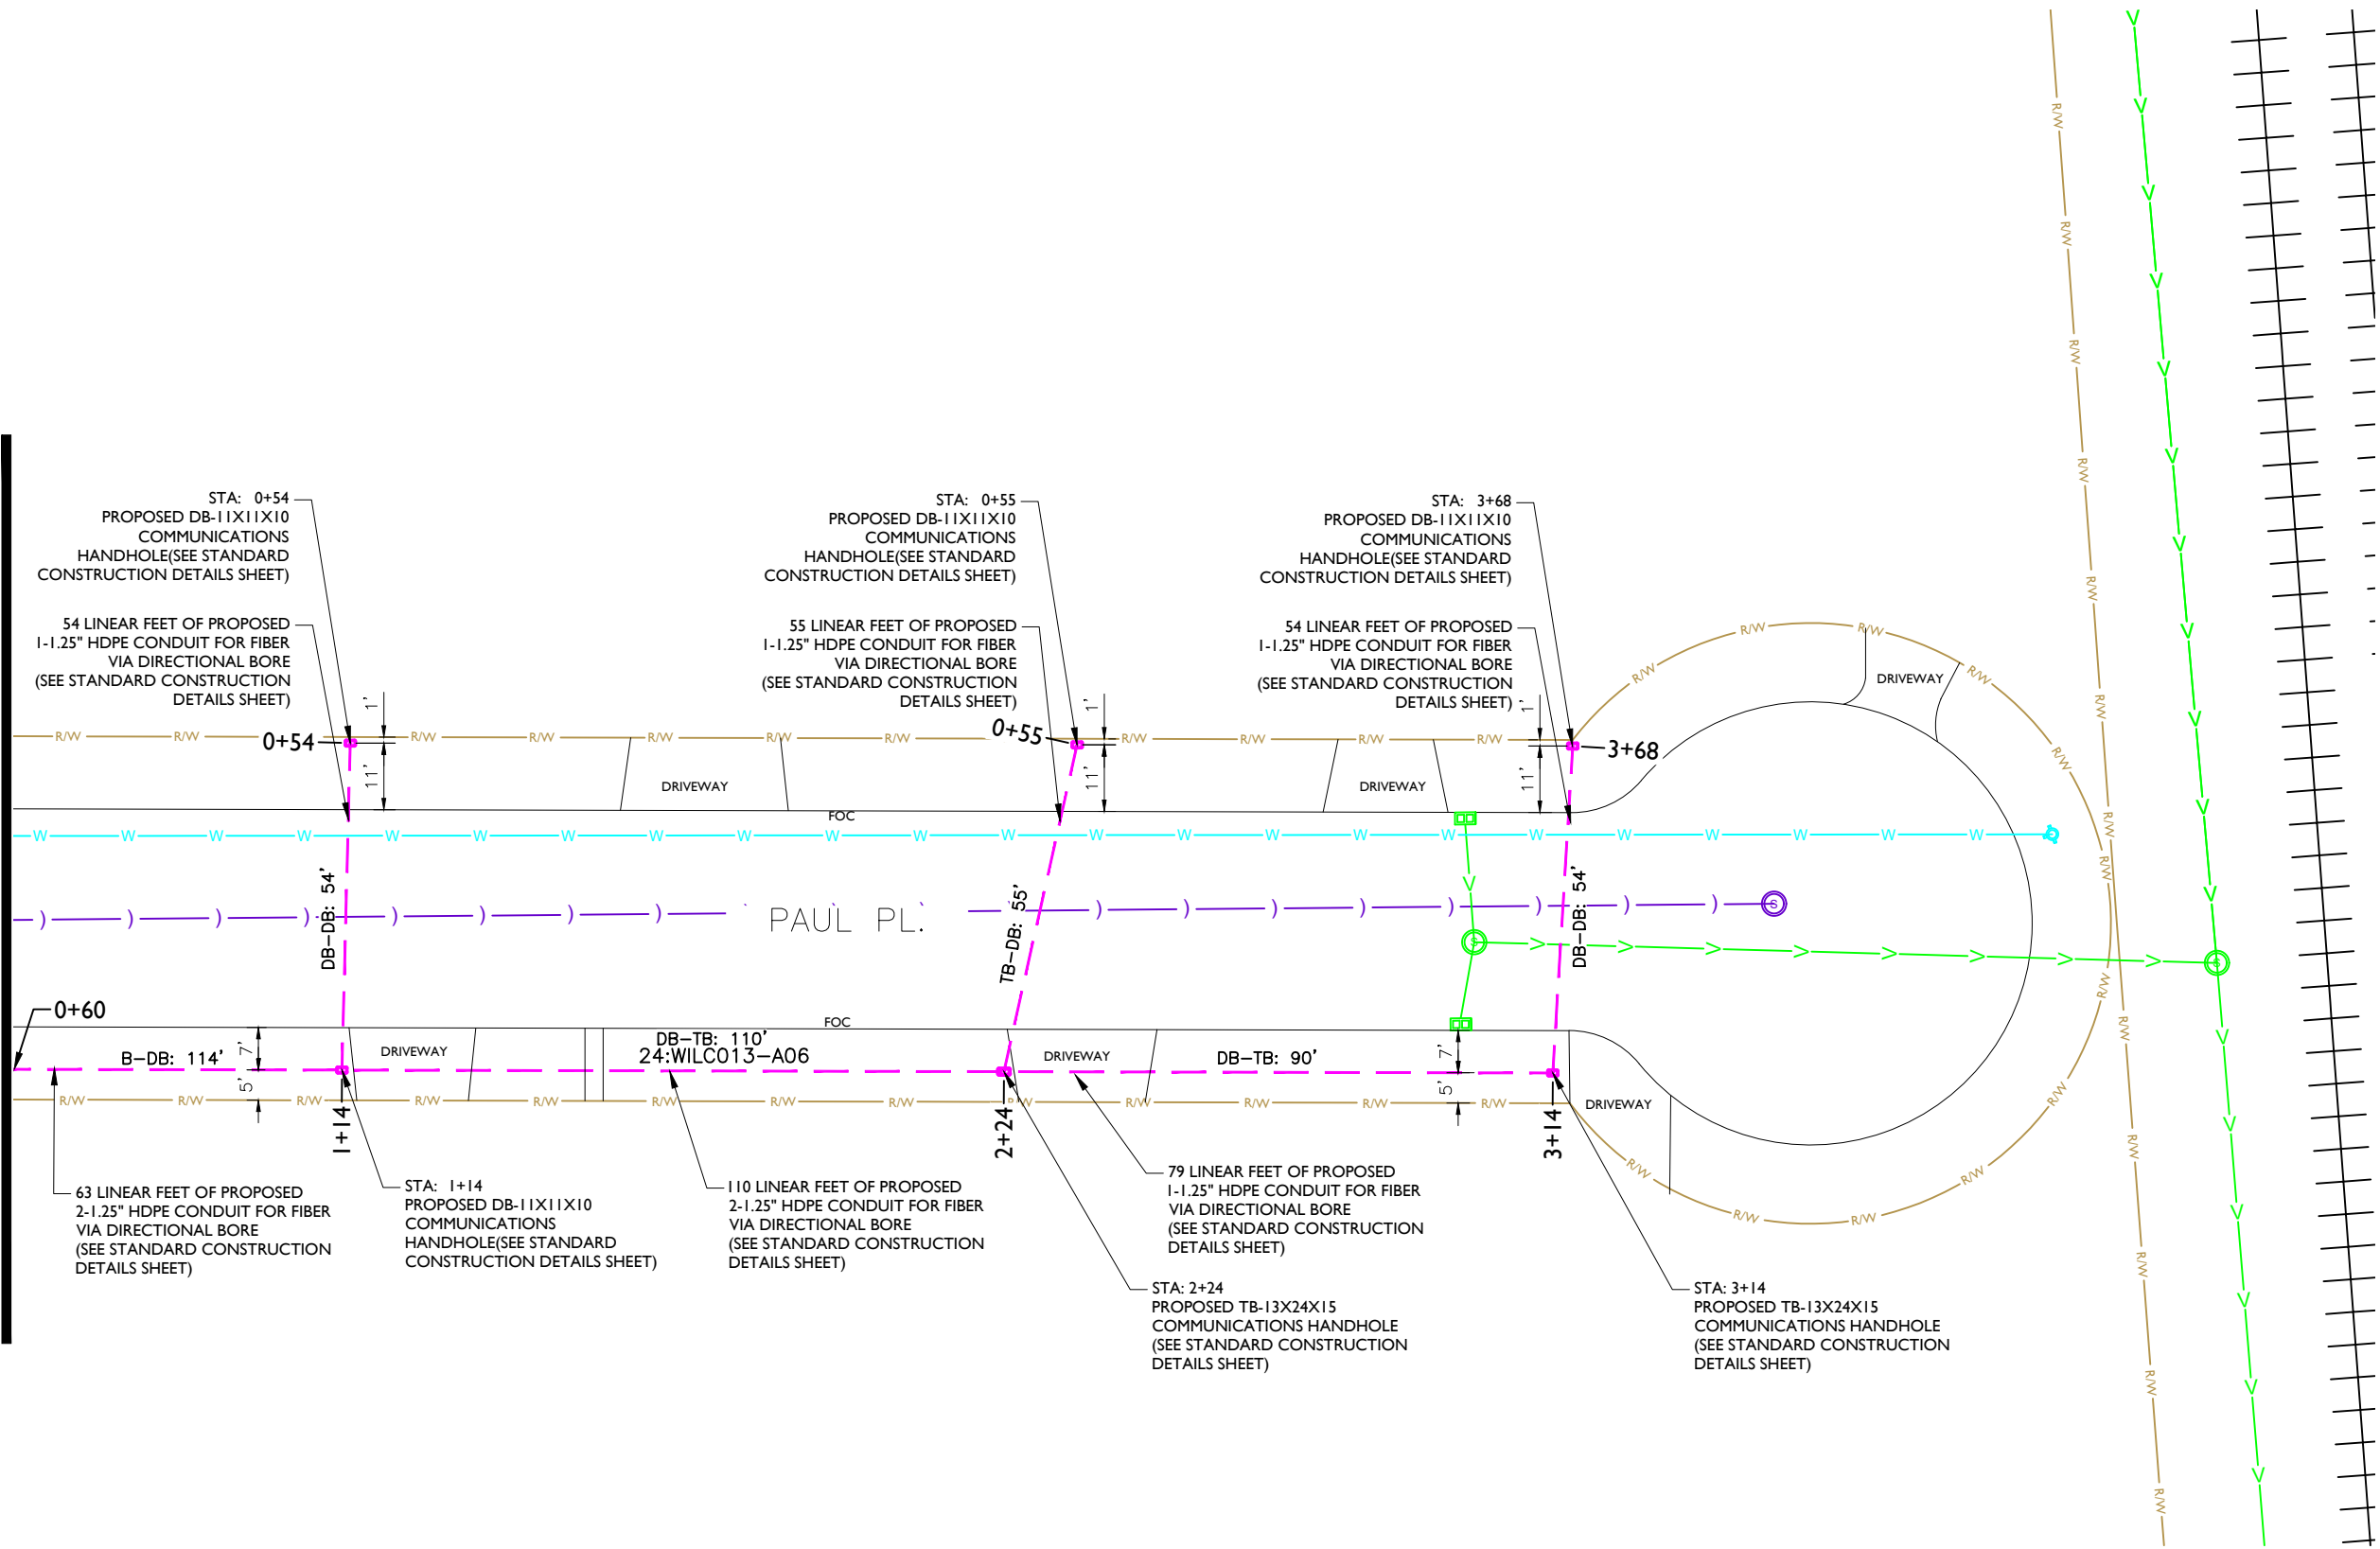 STA: 0+54
PROPOSED DB-11X11X10
COMMUNICATIONS
HANDHOLE(SEE STANDARD
CONSTRUCTION DETAILS SHEET)
54 LINEAR FEET OF PROPOSED
1-1.25" HDPE CONDUIT FOR FIBER
VIA DIRECTIONAL BORE
(SEE STANDARD CONSTRUCTION
DETAILS SHEET)
STA: 0+55
PROPOSED DB-11X11X10
COMMUNICATIONS
HANDHOLE(SEE STANDARD
CONSTRUCTION DETAILS SHEET)
55 LINEAR FEET OF PROPOSED
1-1.25" HDPE CONDUIT FOR FIBER
VIA DIRECTIONAL BORE
(SEE STANDARD CONSTRUCTION
DETAILS SHEET)
STA: 3+68
PROPOSED DB-11X11X10
COMMUNICATIONS
HANDHOLE(SEE STANDARD
CONSTRUCTION DETAILS SHEET)
54 LINEAR FEET OF PROPOSED
1-1.25" HDPE CONDUIT FOR FIBER
VIA DIRECTIONAL BORE
(SEE STANDARD CONSTRUCTION
DETAILS SHEET)
1'
1'
1'
R/W R/W 0+54 R/W R/W R/W R/W R/W 0+55 R/W R/W R/W R/W 3+68
11'
11'
11'
DRIVEWAY
DRIVEWAY
DRIVEWAY
R/W R/W R/W R/W R/W R/W R/W R/W R/W R/W R/W R/W
FOC
W W W W W W W W W W W W W W W W W W W W W W W
DB-DB: 54'
PAUL PL.
TB-DB: 55'
DB-DB: 54'
S
S
S
0+60
FOC
B-DB: 114'
7'
5'
DRIVEWAY
DB-TB: 110'
24:WILC013-A06
DRIVEWAY
DB-TB: 90'
7'
5'
DRIVEWAY
R/W R/W R/W R/W R/W R/W R/W R/W R/W R/W R/W R/W R/W
1+14
2+24
3+14
63 LINEAR FEET OF PROPOSED
2-1.25" HDPE CONDUIT FOR FIBER
VIA DIRECTIONAL BORE
(SEE STANDARD CONSTRUCTION
DETAILS SHEET)
STA: 1+14
PROPOSED DB-11X11X10
COMMUNICATIONS
HANDHOLE(SEE STANDARD
CONSTRUCTION DETAILS SHEET)
110 LINEAR FEET OF PROPOSED
2-1.25" HDPE CONDUIT FOR FIBER
VIA DIRECTIONAL BORE
(SEE STANDARD CONSTRUCTION
DETAILS SHEET)
79 LINEAR FEET OF PROPOSED
1-1.25" HDPE CONDUIT FOR FIBER
VIA DIRECTIONAL BORE
(SEE STANDARD CONSTRUCTION
DETAILS SHEET)
STA: 2+24
PROPOSED TB-13X24X15
COMMUNICATIONS HANDHOLE
(SEE STANDARD CONSTRUCTION
DETAILS SHEET)
STA: 3+14
PROPOSED TB-13X24X15
COMMUNICATIONS HANDHOLE
(SEE STANDARD CONSTRUCTION
DETAILS SHEET)
R/W R/W R/W R/W R/W R/W R/W R/W R/W R/W R/W R/W